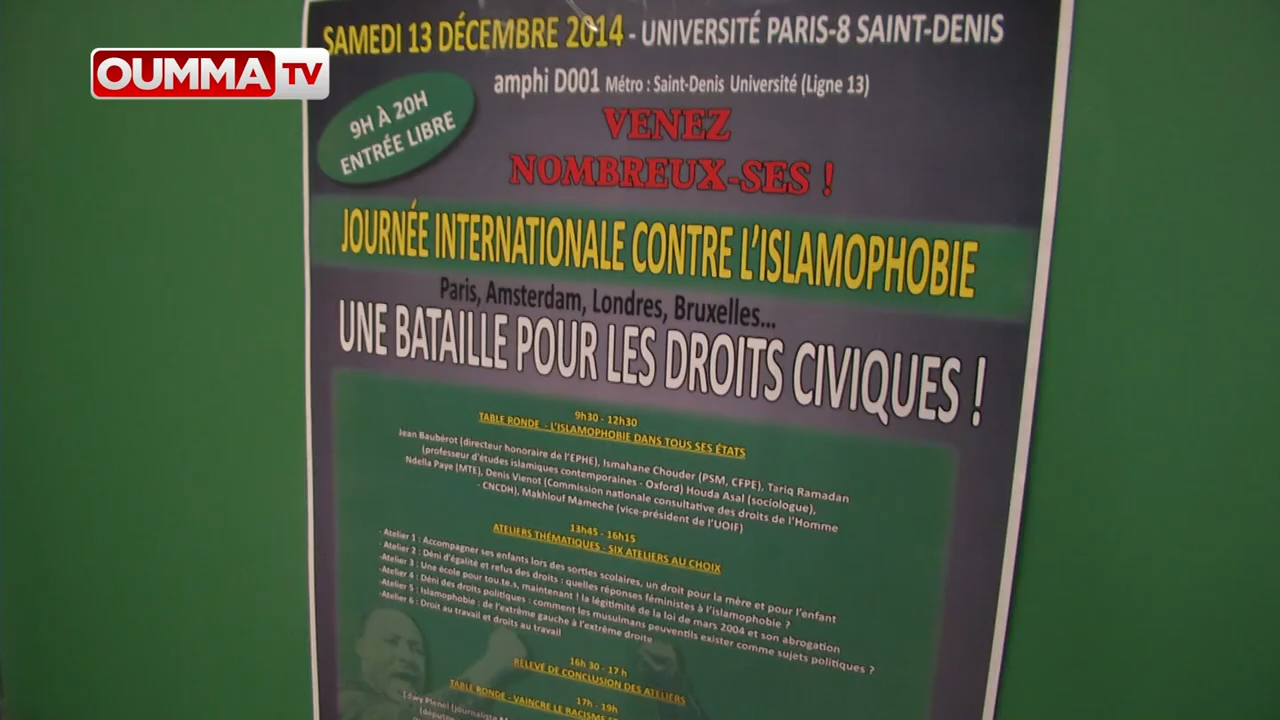 OUMMA TV
SAMEDI 13 DÉCEMBRE 2014 - UNIVERSITÉ PARIS-8 SAINT-DENIS
amphi D001 Métro : Saint-Denis Université (Ligne 13)
9H À 20H
ENTRÉE LIBRE
VENEZ
NOMBREUX-SES !
JOURNÉE INTERNATIONALE CONTRE L'ISLAMOPHOBIE
Paris, Amsterdam, Londres, Bruxelles...
UNE BATAILLE POUR LES DROITS CIVIQUES !
9h30 - 12h30
TABLE RONDE - L'ISLAMOPHOBIE DANS TOUS SES ÉTATS
Jean Baubérot (directeur honoraire de l'EPHE), Ismahane Chouder (PSM, CFPE), Tariq Ramadan
(professeur d'études islamiques contemporaines - Oxford) Houda Asal (sociologue),
Ndella Paye (MTE), Denis Vienot (Commission nationale consultative des droits de l'Homme
- CNCDH), Makhlouf Mameche (vice-président de l'UOIF)
13h45 - 16h15
ATELIERS THÉMATIQUES - SIX ATELIERS AU CHOIX
- Atelier 1 : Accompagner ses enfants lors des sorties scolaires, un droit pour la mère et pour l'enfant
- Atelier 2 : Déni d'égalité et refus des droits : quelles réponses féministes à l'islamophobie ?
-Atelier 3 : Une école pour tou.te.s, maintenant ! la légitimité de la loi de mars 2004 et son abrogation
-Atelier 4 : Déni des droits politiques : comment les musulmans peuventils exister comme sujets politiques ?
-Atelier 5 : Islamophobie : de l'extrême gauche à l'extrême droite
-Atelier 6 : Droit au travail et droits au travail
16h 30 - 17 h
RELEVÉ DE CONCLUSION DES ATELIERS
17h - 19h
TABLE RONDE - VAINCRE LE RACISME
Plenel (journaliste